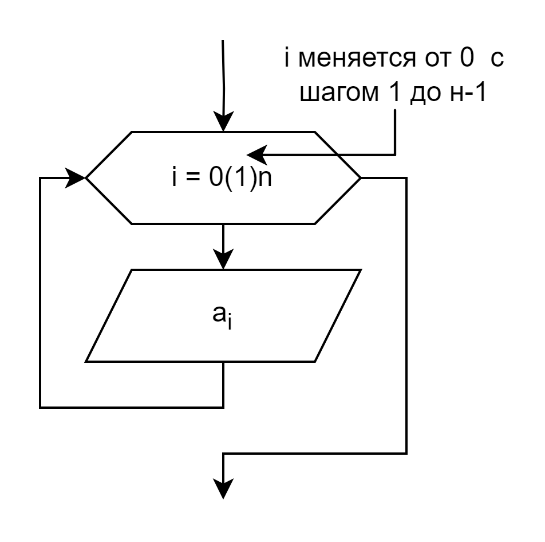 i меняется от 0 с
шагом 1 до н-1
i = 0(1)n
ai